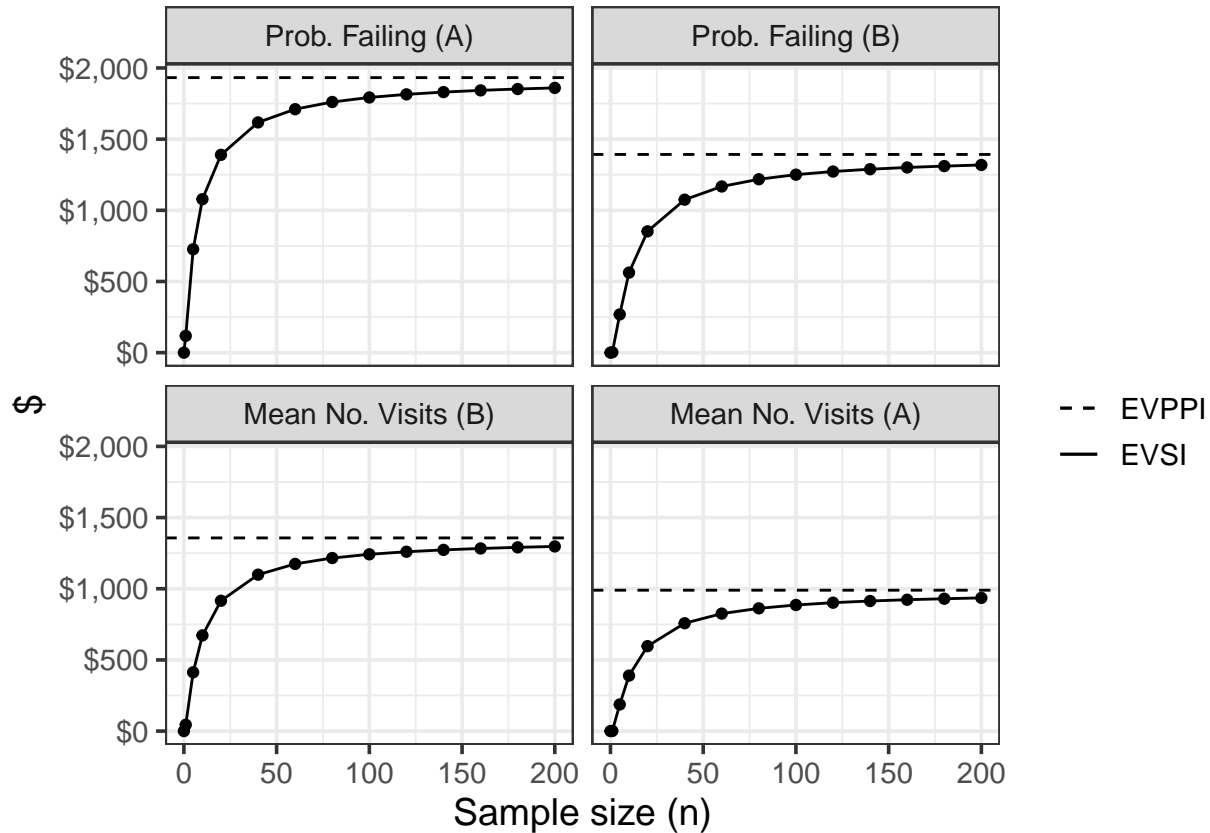 Prob. Failing (A)
Prob. Failing (B)
$2,000
$1,500
$1,000
$500
$0
Mean No. Visits (B)
Mean No. Visits (A)
$2,000
$1,500
$1,000
$500
$0
$
EVPPI
EVSI
0 50 100 150 200
0 50 100 150 200
Sample size (n)